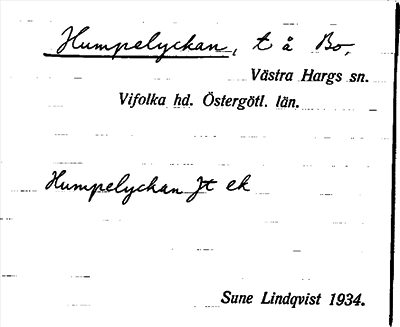 Humpelyckan, t å Bo.
Västra Hargs sn.
Vifolka hd. Östergötl. län.
Humpelyckan Jt ek
Sune Lindqvist 1934.